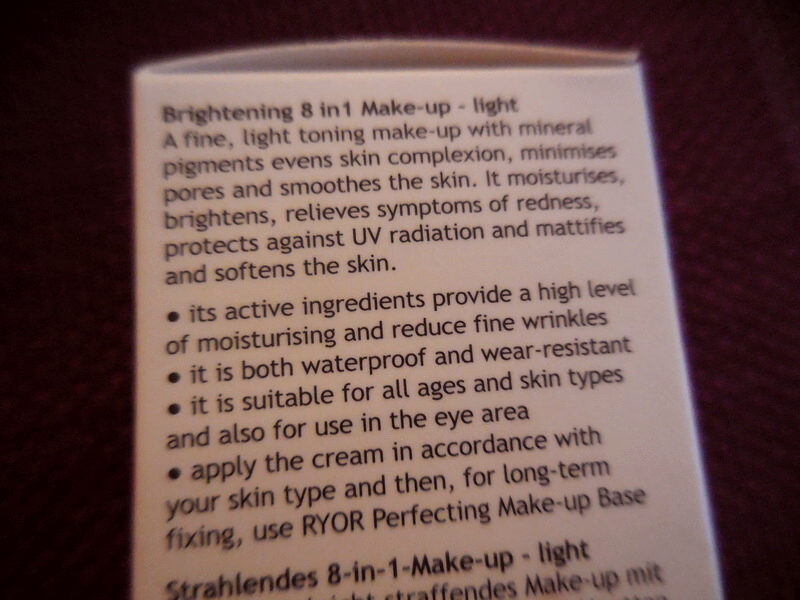 Brightening 8 in1 Make-up - light
A fine, light toning make-up with mineral
pigments evens skin complexion, minimises
pores and smoothes the skin. It moisturises,
brightens, relieves symptoms of redness,
protects against UV radiation and mattifies
and softens the skin.
• its active ingredients provide a high level
of moisturising and reduce fine wrinkles
• it is both waterproof and wear-resistant
• it is suitable for all ages and skin types
and also for use in the eye area
• apply the cream in accordance with
your skin type and then, for long-term
fixing, use RYOR Perfecting Make-up Base
Strahlendes 8-in-1-Make-up - light
straffendes Make-up mit